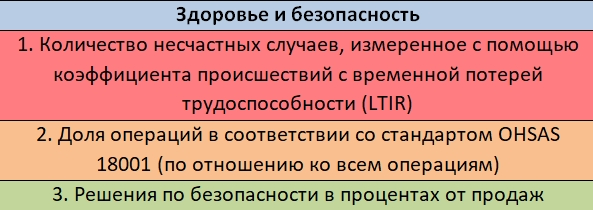 Здоровье и безопасность
1. Количество несчастных случаев, измеренное с помощью
коэффициента происшествий с временной потерей
трудоспособности (LTIR)
2. Доля операций в соответствии со стандартом OHSAS
18001 (по отношению ко всем операциям)
3. Решения по безопасности в процентах от продаж